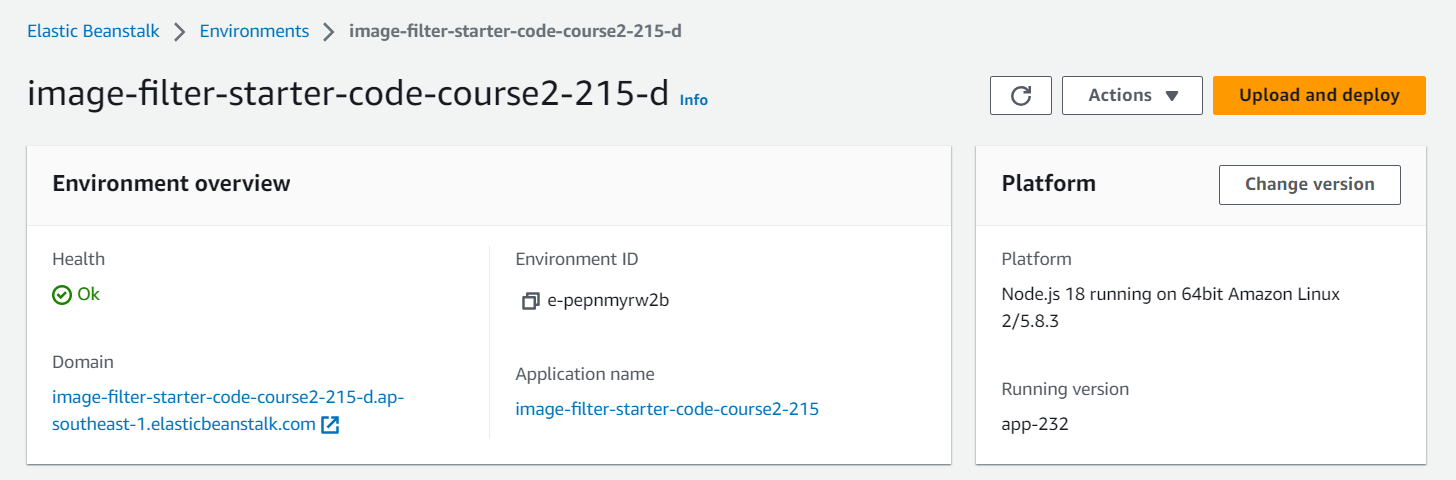 Elastic Beanstalk > Environments > image-filter-starter-code-course2-215-d
image-filter-starter-code-course2-215-d Info
Actions ▼
Upload and deploy
Environment overview
Health
Ok
Domain
image-filter-starter-code-course2-215-d.ap-
southeast-1.elasticbeanstalk.com
Environment ID
e-pepnmyrw2b
Application name
image-filter-starter-code-course2-215
Platform
Change version
Platform
Node.js 18 running on 64bit Amazon Linux
2/5.8.3
Running version
app-232